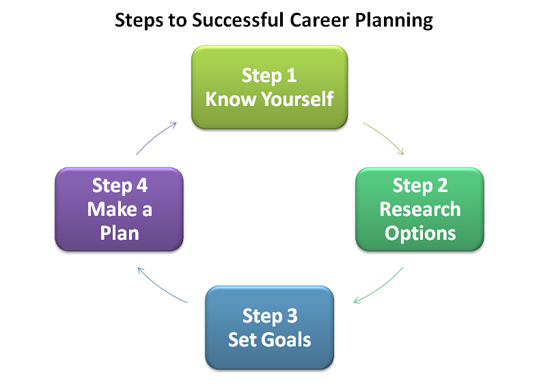 Steps to Successful Career Planning
Step 1
Know Yourself
Step 2
Research
Options
Step 3
Set Goals
Step 4
Make a
Plan